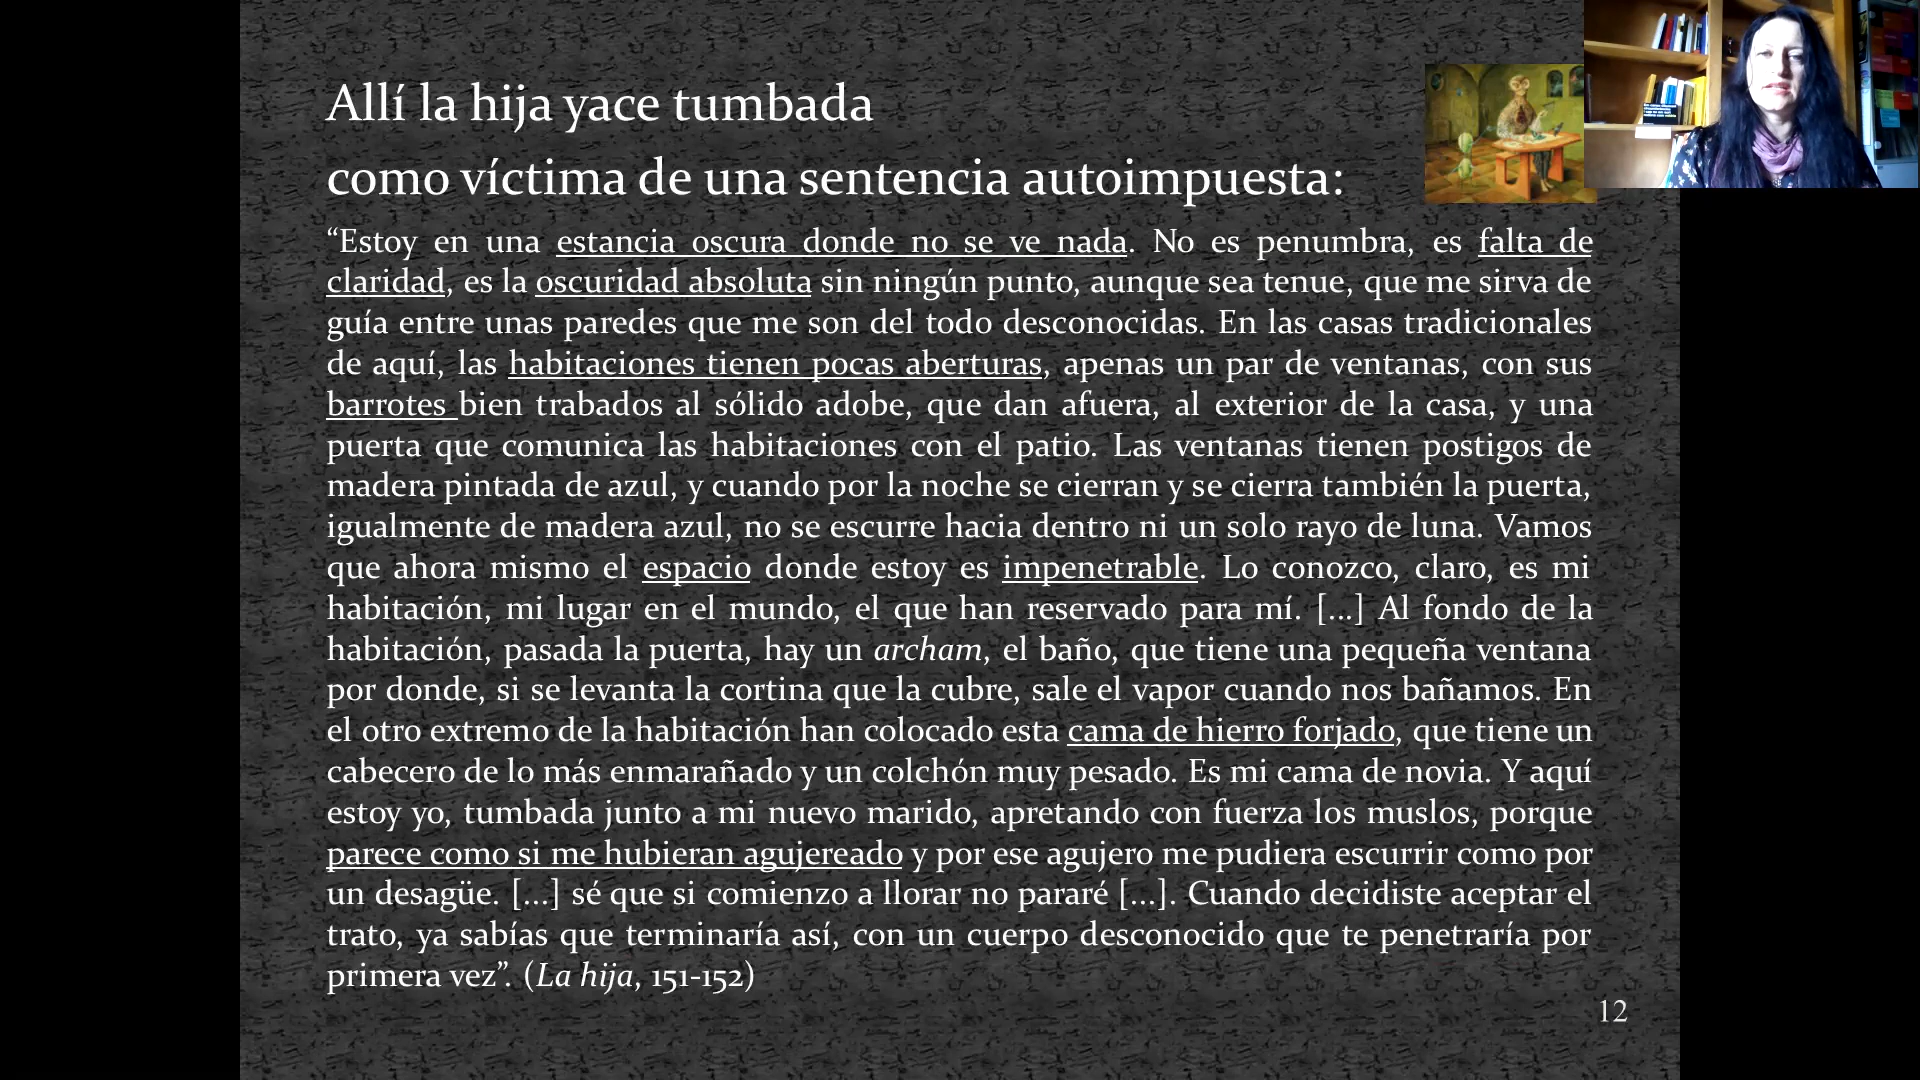 Allí la hija yace tumbada
como víctima de una sentencia autoimpuesta:
“Estoy en una estancia oscura donde no se ve nada. No es penumbra, es falta de
claridad, es la oscuridad absoluta sin ningún punto, aunque sea tenue, que me sirva de
guía entre unas paredes que me son del todo desconocidas. En las casas tradicionales
de aquí, las habitaciones tienen pocas aberturas, apenas un par de ventanas, con sus
barrotes bien trabados al sólido adobe, que dan afuera, al exterior de la casa, y una
puerta que comunica las habitaciones con el patio. Las ventanas tienen postigos de
madera pintada de azul, y cuando por la noche se cierran y se cierra también la puerta,
igualmente de madera azul, no se escurre hacia dentro ni un solo rayo de luna. Vamos
que ahora mismo el espacio donde estoy es impenetrable. Lo conozco, claro, es mi
habitación, mi lugar en el mundo, el que han reservado para mí. [...] Al fondo de la
habitación, pasada la puerta, hay un archam, el baño, que tiene una pequeña ventana
por donde, si se levanta la cortina que la cubre, sale el vapor cuando nos bañamos. En
el otro extremo de la habitación han colocado esta cama de hierro forjado, que tiene un
cabecero de lo más enmarañado y un colchón muy pesado. Es mi cama de novia. Y aquí
estoy yo, tumbada junto a mi nuevo marido, apretando con fuerza los muslos, porque
parece como si me hubieran agujereado y por ese agujero me pudiera escurrir como por
un desagüe. [...] sé que si comienzo a llorar no pararé [...]. Cuando decidiste aceptar el
trato, ya sabías que terminaría así, con un cuerpo desconocido que te penetraría por
primera vez”. (La hija, 151-152)
12